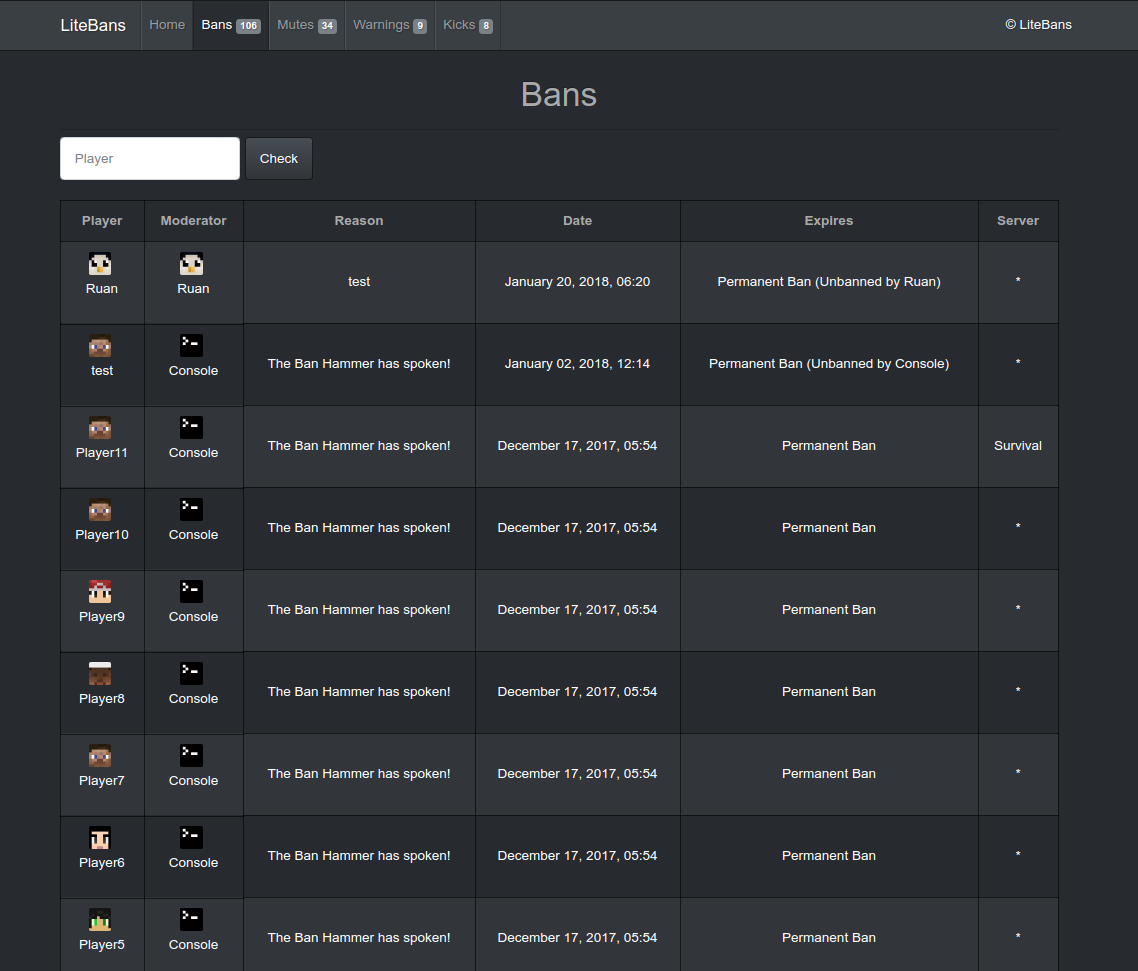 LiteBans Home Bans 106 Mutes 34 Warnings 9 Kicks 8 © LiteBans
Bans
Player Check
Player Moderator Reason Date Expires Server
Ruan Ruan test January 20, 2018, 06:20 Permanent Ban (Unbanned by Ruan) *
test Console The Ban Hammer has spoken! January 02, 2018, 12:14 Permanent Ban (Unbanned by Console) *
Player11 Console The Ban Hammer has spoken! December 17, 2017, 05:54 Permanent Ban Survival
Player10 Console The Ban Hammer has spoken! December 17, 2017, 05:54 Permanent Ban *
Player9 Console The Ban Hammer has spoken! December 17, 2017, 05:54 Permanent Ban *
Player8 Console The Ban Hammer has spoken! December 17, 2017, 05:54 Permanent Ban *
Player7 Console The Ban Hammer has spoken! December 17, 2017, 05:54 Permanent Ban *
Player6 Console The Ban Hammer has spoken! December 17, 2017, 05:54 Permanent Ban *
Player5 Console The Ban Hammer has spoken! December 17, 2017, 05:54 Permanent Ban *